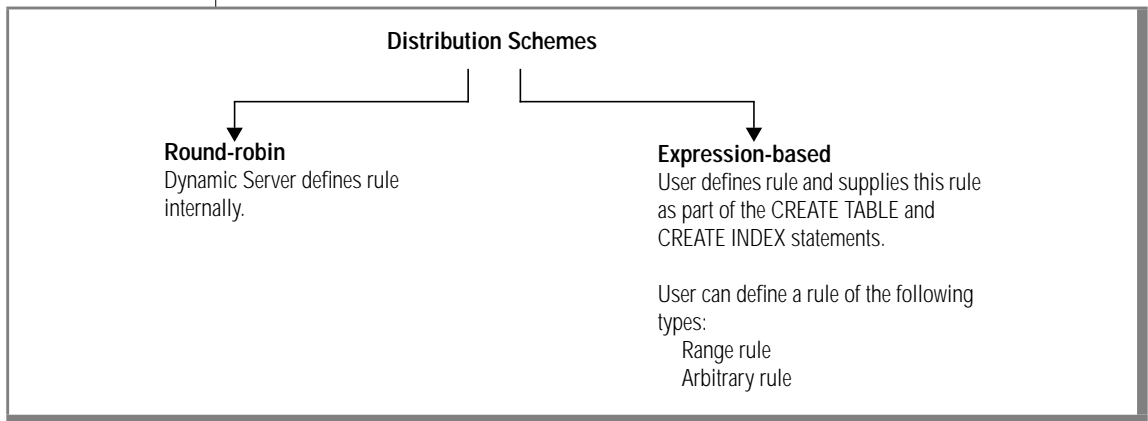 Distribution Schemes
Round-robin
Dynamic Server defines rule
internally.
Expression-based
User defines rule and supplies this rule
as part of the CREATE TABLE and
CREATE INDEX statements.
User can define a rule of the following
types:
Range rule
Arbitrary rule